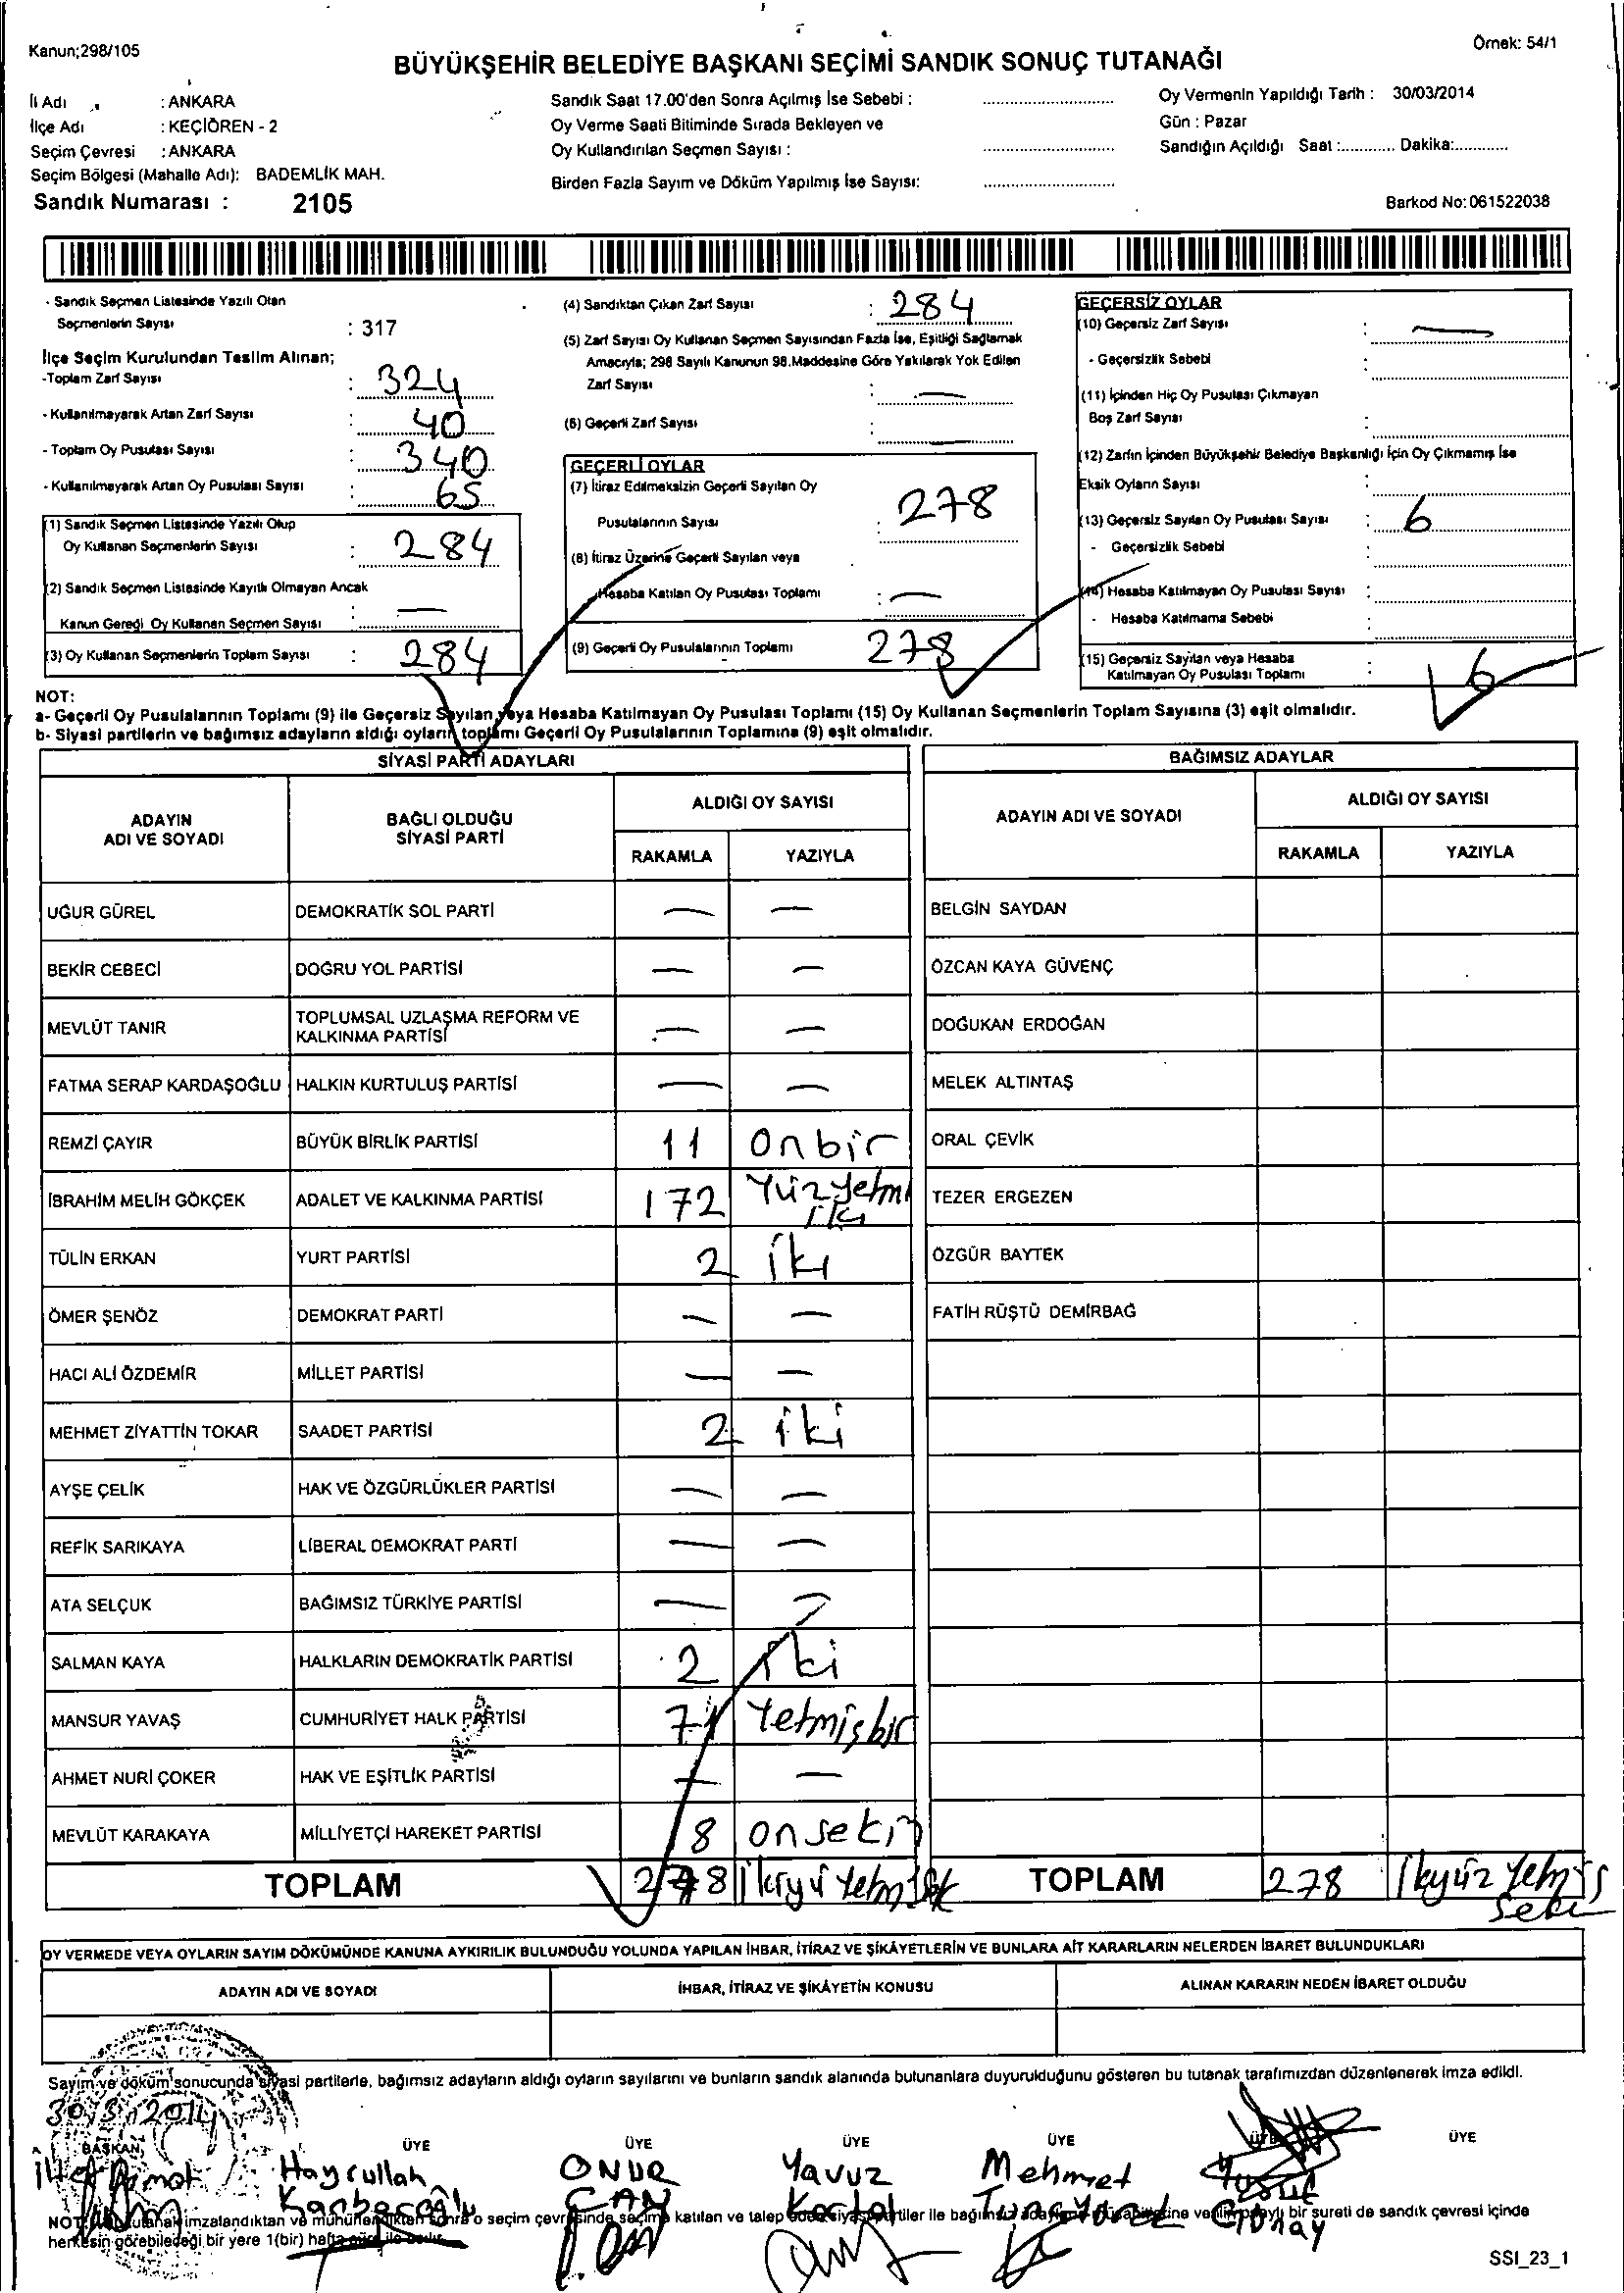 Kanun;298/105
Örnek: 54/1
BÜYÜKŞEHİR BELEDİYE BAŞKANI SEÇİMİ SANDIK SONUÇ TUTANAĞI
İl Adı : ANKARA
İlçe Adı : KEÇİÖREN - 2
Seçim Çevresi : ANKARA
Seçim Bölgesi (Mahalle Adı): BADEMLİK MAH.
Sandık Numarası : 2105
Sandık Saat 17.00'den Sonra Açılmış İse Sebebi :
Oy Verme Saati Bitiminde Sırada Bekleyen ve
Oy Kullandırılan Seçmen Sayısı :
Birden Fazla Sayım ve Döküm Yapılmış İse Sayısı:
Oy Vermenin Yapıldığı Tarih : 30/03/2014
Gün : Pazar
Sandığın Açıldığı Saat :............ Dakika:............
Barkod No:061522038
- Sandık Seçmen Listesinde Yazılı Olan
Seçmenlerin Sayısı : 317
İlçe Seçim Kurulundan Teslim Alınan;
-Toplam Zarf Sayısı : 324
- Kullanılmayarak Artan Zarf Sayısı : 40
- Toplam Oy Pusulası Sayısı : 340
- Kullanılmayarak Artan Oy Pusulası Sayısı : 65
(1) Sandık Seçmen Listesinde Yazılı Olup
Oy Kullanan Seçmenlerin Sayısı : 284
(2) Sandık Seçmen Listesinde Kayıtlı Olmayan Ancak
Kanun Gereği Oy Kullanan Seçmen Sayısı : —
(3) Oy Kullanan Seçmenlerin Toplam Sayısı : 284
(4) Sandıktan Çıkan Zarf Sayısı : 284
(5) Zarf Sayısı Oy Kullanan Seçmen Sayısından Fazla İse, Eşitliği Sağlamak
Amacıyla; 298 Sayılı Kanunun 98.Maddesine Göre Yakılarak Yok Edilen
Zarf Sayısı : —
(6) Geçerli Zarf Sayısı : —
GEÇERLİ OYLAR
(7) İtiraz Edilmeksizin Geçerli Sayılan Oy
Pusulalarının Sayısı : 278
(8) İtiraz Üzerine Geçerli Sayılan veya
Hesaba Katılan Oy Pusulası Toplamı : —
(9) Geçerli Oy Pusulalarının Toplamı 278
GEÇERSİZ OYLAR
(10) Geçersiz Zarf Sayısı : —
- Geçersizlik Sebebi :
(11) İçinden Hiç Oy Pusulası Çıkmayan
Boş Zarf Sayısı :
(12) Zarfın İçinden Büyükşehir Belediye Başkanlığı İçin Oy Çıkmamış İse
Eksik Oyların Sayısı :
(13) Geçersiz Sayılan Oy Pusulası Sayısı : 6
- Geçersizlik Sebebi :
(14) Hesaba Katılmayan Oy Pusulası Sayısı :
- Hesaba Katılmama Sebebi :
(15) Geçersiz Sayılan veya Hesaba
Katılmayan Oy Pusulası Toplamı : 6
NOT:
a- Geçerli Oy Pusulalarının Toplamı (9) ile Geçersiz Sayılan veya Hesaba Katılmayan Oy Pusulası Toplamı (15) Oy Kullanan Seçmenlerin Toplam Sayısına (3) eşit olmalıdır.
b- Siyasi partilerin ve bağımsız adayların aldığı oyların toplamı Geçerli Oy Pusulalarının Toplamına (9) eşit olmalıdır.
SİYASİ PARTİ ADAYLARI
BAĞIMSIZ ADAYLAR
ADAYIN ADI VE SOYADI
BAĞLI OLDUĞU SİYASİ PARTİ
ALDIĞI OY SAYISI
RAKAMLA YAZIYLA
ADAYIN ADI VE SOYADI
ALDIĞI OY SAYISI
RAKAMLA YAZIYLA
UĞUR GÜREL DEMOKRATİK SOL PARTİ — — BELGİN SAYDAN
BEKİR CEBECİ DOĞRU YOL PARTİSİ — — ÖZCAN KAYA GÜVENÇ
MEVLÜT TANIR TOPLUMSAL UZLAŞMA REFORM VE KALKINMA PARTİSİ — — DOĞUKAN ERDOĞAN
FATMA SERAP KARDAŞOĞLU HALKIN KURTULUŞ PARTİSİ — — MELEK ALTINTAŞ
REMZİ ÇAYIR BÜYÜK BİRLİK PARTİSİ 11 onbir ORAL ÇEVİK
İBRAHİM MELİH GÖKÇEK ADALET VE KALKINMA PARTİSİ 172 Yüzyetmi iki TEZER ERGEZEN
TÜLİN ERKAN YURT PARTİSİ 2 iki ÖZGÜR BAYTEK
ÖMER ŞENÖZ DEMOKRAT PARTİ — — FATİH RÜŞTÜ DEMİRBAĞ
HACI ALİ ÖZDEMİR MİLLET PARTİSİ — —
MEHMET ZİYATTİN TOKAR SAADET PARTİSİ 2 iki
AYŞE ÇELİK HAK VE ÖZGÜRLÜKLER PARTİSİ — —
REFİK SARIKAYA LİBERAL DEMOKRAT PARTİ — —
ATA SELÇUK BAĞIMSIZ TÜRKİYE PARTİSİ — —
SALMAN KAYA HALKLARIN DEMOKRATİK PARTİSİ 2 iki
MANSUR YAVAŞ CUMHURİYET HALK PARTİSİ 71 Yetmişbir
AHMET NURİ ÇOKER HAK VE EŞİTLİK PARTİSİ — —
MEVLÜT KARAKAYA MİLLİYETÇİ HAREKET PARTİSİ 18 onsekiz
TOPLAM 278
TOPLAM 278 ikyüz yetmiş seki
OY VERMEDE VEYA OYLARIN SAYIM DÖKÜMÜNDE KANUNA AYKIRILIK BULUNDUĞU YOLUNDA YAPILAN İHBAR, İTİRAZ VE ŞİKÂYETLERİN VE BUNLARA AİT KARARLARIN NELERDEN İBARET BULUNDUKLARI
ADAYIN ADI VE SOYADI
İHBAR, İTİRAZ VE ŞİKÂYETİN KONUSU
ALINAN KARARIN NEDEN İBARET OLDUĞU
Sayım ve döküm sonucunda siyasi partilerle, bağımsız adayların aldığı oyların sayılarını ve bunların sandık alanında bulunanlara duyurulduğunu gösteren bu tutanak tarafımızdan düzenlenerek imza edildi.
30/3/2014
BAŞKAN ÜYE ÜYE ÜYE ÜYE ÜYE ÜYE
Hayrullah ONUR Yavuz Mehmet Yusuf
CAN Kartal Günay
NOT: imzalandıktan ve mühürlendikten sonra o seçim çevresinde seçime katılan ve talep eden siyasi partiler ile bağımsız verilir. onaylı bir sureti de sandık çevresi içinde
herkesin görebileceği bir yere 1(bir) hafta
SSI_23_1